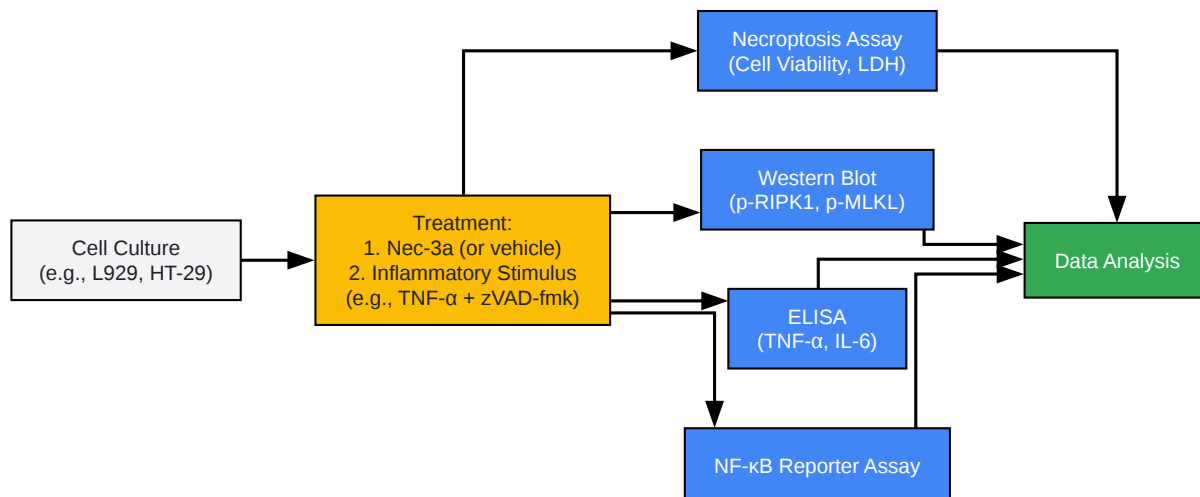 Cell Culture
(e.g., L929, HT-29)
Treatment:
1. Nec-3a (or vehicle)
2. Inflammatory Stimulus
(e.g., TNF-α + zVAD-fmk)
Necroptosis Assay
(Cell Viability, LDH)
Western Blot
(p-RIPK1, p-MLKL)
ELISA
(TNF-α, IL-6)
NF-κB Reporter Assay
Data Analysis